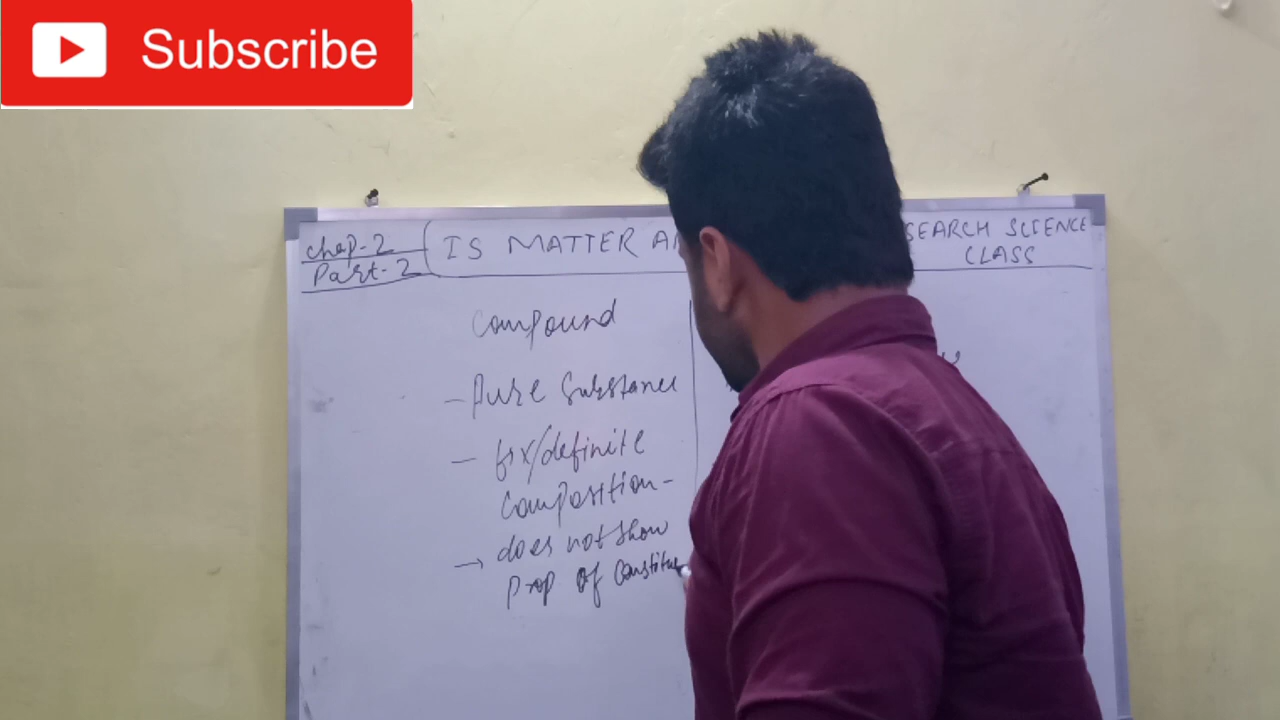 Subscribe
Chap-2
Part-2
IS MATTER
SEARCH SCIENCE
CLASS
Compound
- Pure Substance
- fix/definite
Composition-
→ does not show
Prop of Constitue